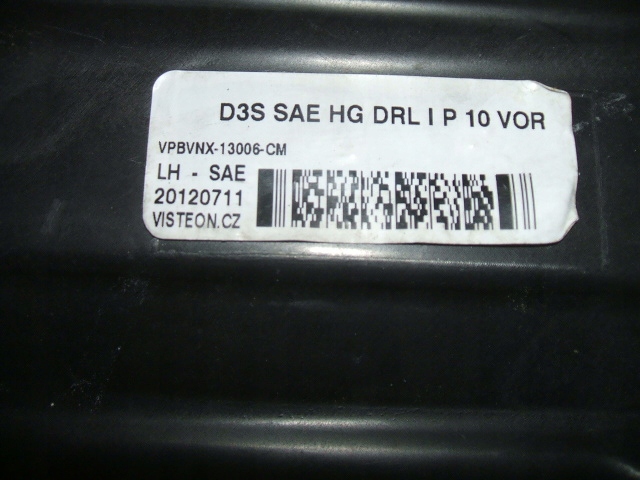 D3S SAE HG DRL I P 10 VOR
VPBVNX-13006-CM
LH - SAE
20120711
VISTEON.CZ